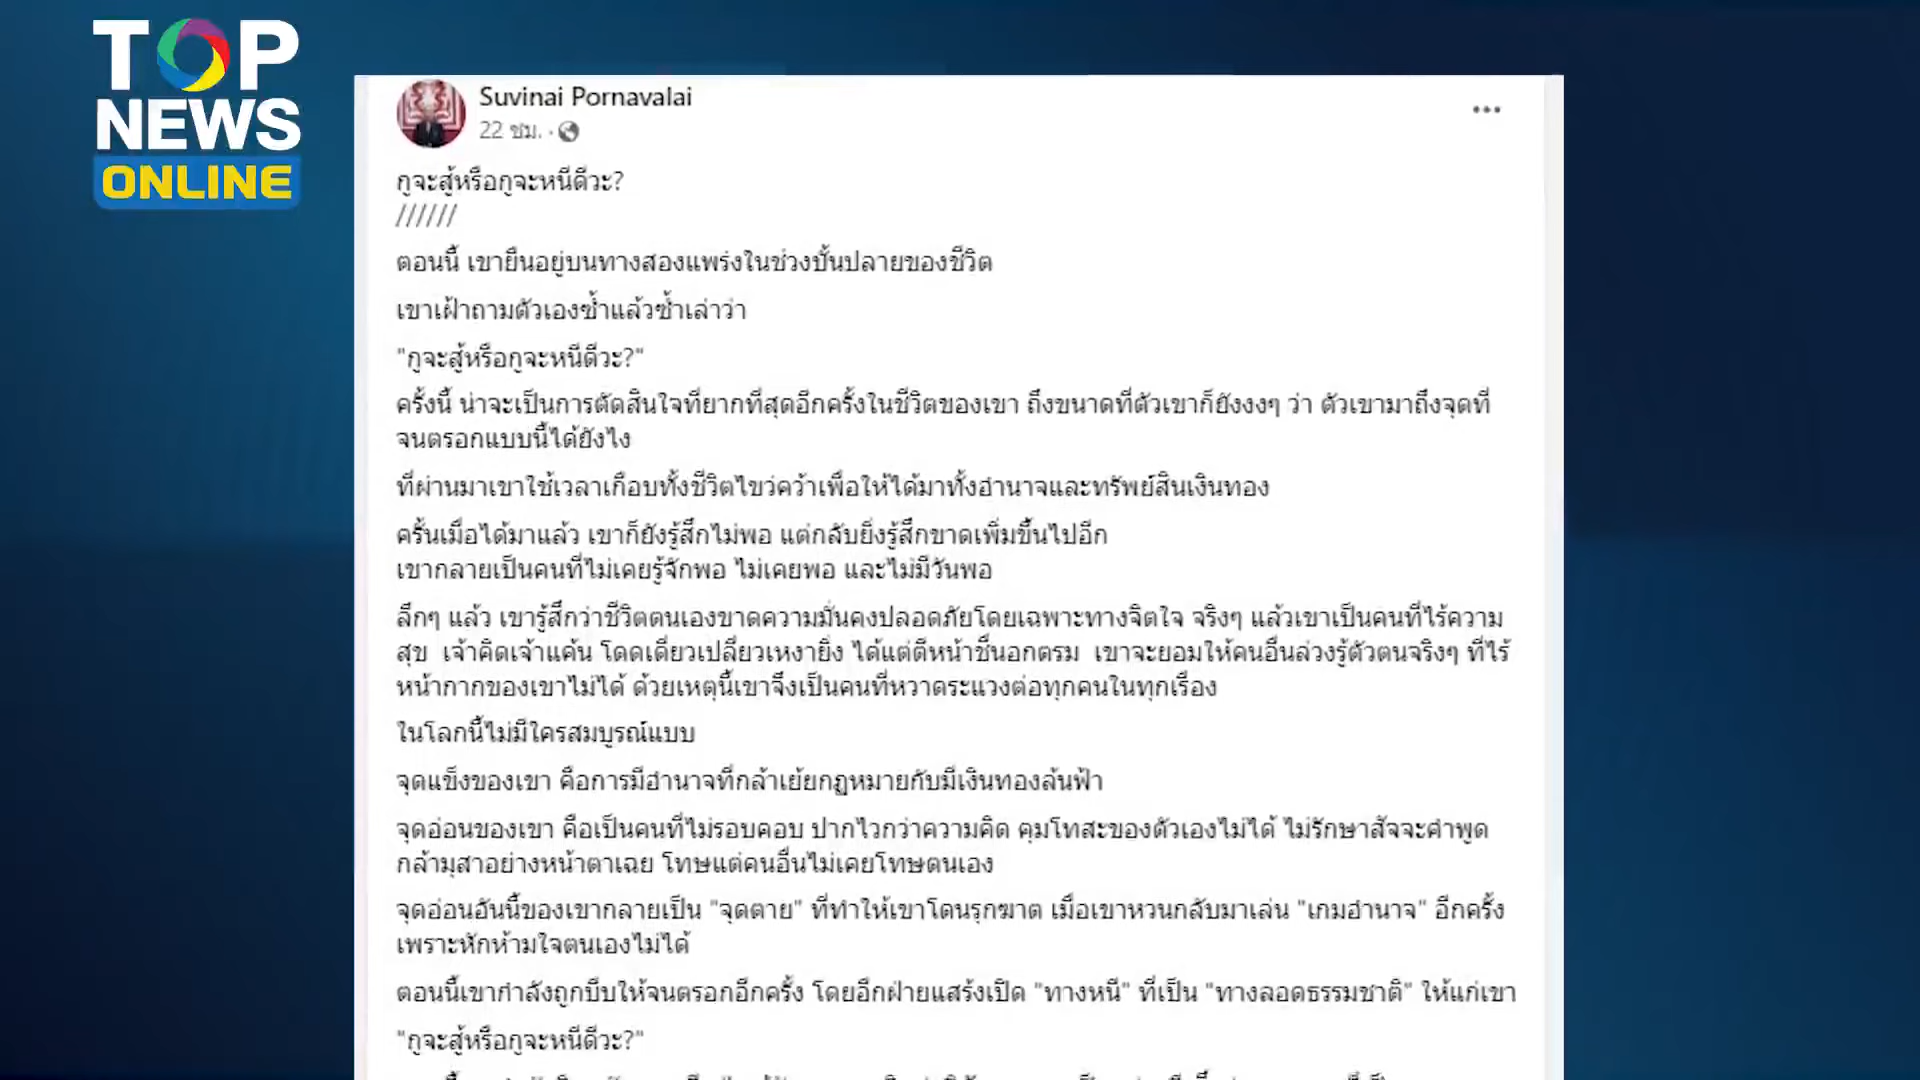 TOP
NEWS
ONLINE
Suvinai Pornavalai
22 ชม. ·
กูจะสู้หรือกูจะหนีดีวะ?
//////
ตอนนี้ เขายืนอยู่บนทางสองแพร่งในช่วงบั้นปลายของชีวิต
เขาเฝ้าถามตัวเองซ้ำแล้วซ้ำเล่าว่า
"กูจะสู้หรือกูจะหนีดีวะ?"
ครั้งนี้ น่าจะเป็นการตัดสินใจที่ยากที่สุดอีกครั้งในชีวิตของเขา ถึงขนาดที่ตัวเขาก็ยังงงๆ ว่า ตัวเขามาถึงจุดที่
จนตรอกแบบนี้ได้ยังไง
ที่ผ่านมาเขาใช้เวลาเกือบทั้งชีวิตไขว่คว้าเพื่อให้ได้มาทั้งอำนาจและทรัพย์สินเงินทอง
ครั้นเมื่อได้มาแล้ว เขาก็ยังรู้สึกไม่พอ แต่กลับยิ่งรู้สึกขาดเพิ่มขึ้นไปอีก
เขากลายเป็นคนที่ไม่เคยรู้จักพอ ไม่เคยพอ และไม่มีวันพอ
ลึกๆ แล้ว เขารู้สึกว่าชีวิตตนเองขาดความมั่นคงปลอดภัยโดยเฉพาะทางจิตใจ จริงๆ แล้วเขาเป็นคนที่ไร้ความ
สุข เจ้าคิดเจ้าแค้น โดดเดี่ยวเปลี่ยวเหงายิ่ง ได้แต่ตีหน้าชื่นอกตรม เขาจะยอมให้คนอื่นล่วงรู้ตัวตนจริงๆ ที่ไร้
หน้ากากของเขาไม่ได้ ด้วยเหตุนี้เขาจึงเป็นคนที่หวาดระแวงต่อทุกคนในทุกเรื่อง
ในโลกนี้ไม่มีใครสมบูรณ์แบบ
จุดแข็งของเขา คือการมีอำนาจที่กล้าเย้ยกฎหมายกับมีเงินทองล้นฟ้า
จุดอ่อนของเขา คือเป็นคนที่ไม่รอบคอบ ปากไวกว่าความคิด คุมโทสะของตัวเองไม่ได้ ไม่รักษาสัจจะคำพูด
กล้ามุสาอย่างหน้าตาเฉย โทษแต่คนอื่นไม่เคยโทษตนเอง
จุดอ่อนอันนี้ของเขากลายเป็น "จุดตาย" ที่ทำให้เขาโดนรุกฆาต เมื่อเขาหวนกลับมาเล่น "เกมอำนาจ" อีกครั้ง
เพราะหักห้ามใจตนเองไม่ได้
ตอนนี้เขากำลังถูกบีบให้จนตรอกอีกครั้ง โดยอีกฝ่ายแสร้งเปิด "ทางหนี" ที่เป็น "ทางลอดธรรมชาติ" ให้แก่เขา
"กูจะสู้หรือกูจะหนีดีวะ?"